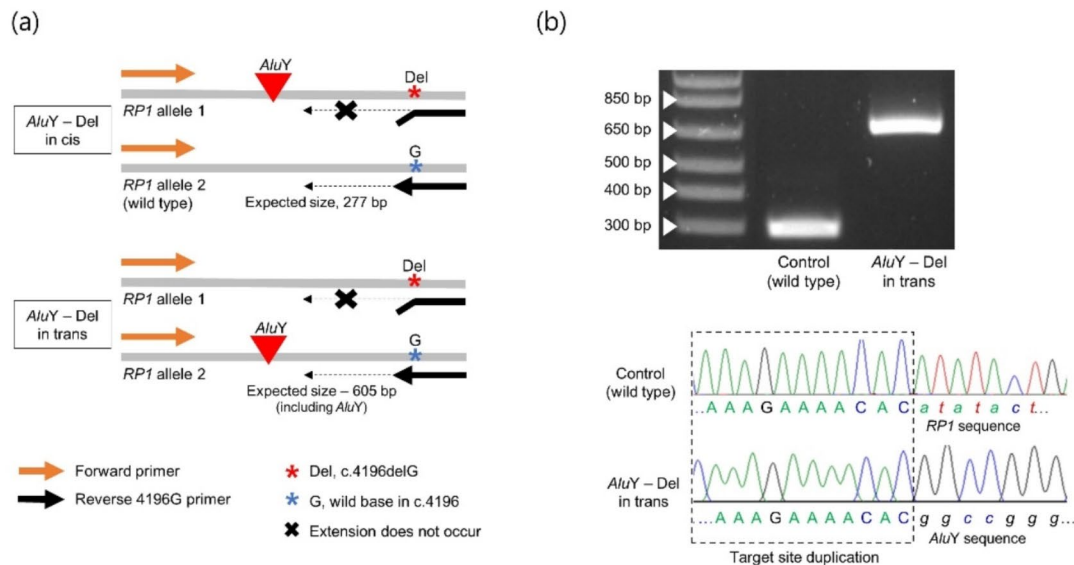 (a)
AluY
Del
*
RP1 allele 1
AluY – Del
in cis
G
*
RP1 allele 2
(wild type)
Expected size, 277 bp
Del
*
RP1 allele 1
AluY – Del
in trans
AluY
G
*
RP1 allele 2
Expected size – 605 bp
(including AluY)
Forward primer
Reverse 4196G primer
* Del, c.4196delG
* G, wild base in c.4196
Extension does not occur
(b)
850 bp
650 bp
500 bp
400 bp
300 bp
Control
(wild type)
AluY – Del
in trans
Control
(wild type)
..AAAGAAAACACatatact...
RP1 sequence
AluY – Del
in trans
...AAAGAAAACACggccggg...
AluY sequence
Target site duplication